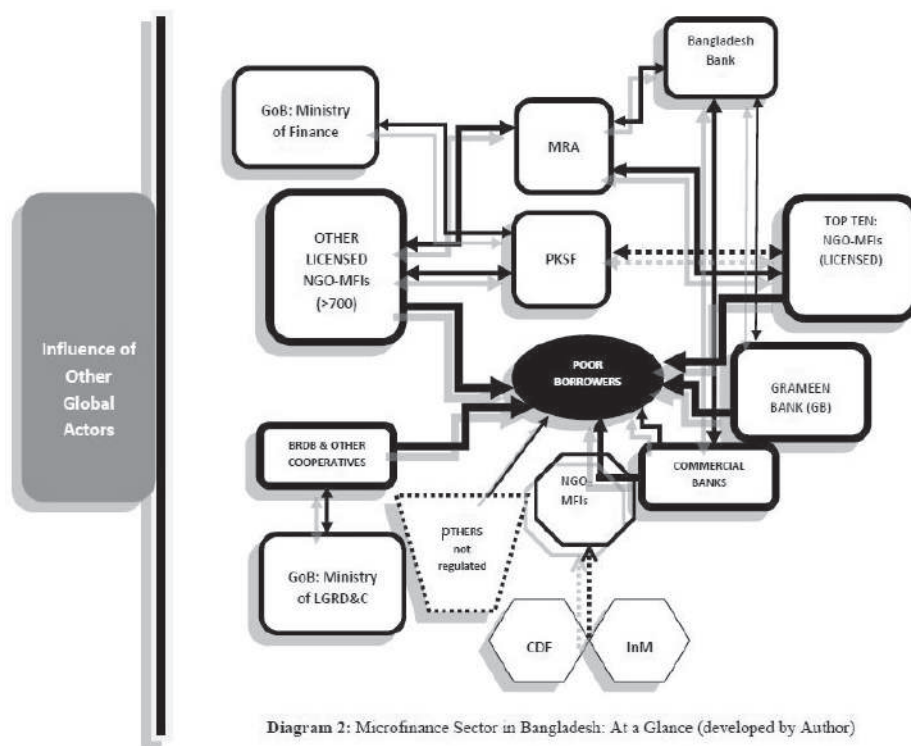 Bangladesh
Bank
GoB: Ministry
of Finance
MRA
OTHER
LICENSED
NGO-MFIs
(>700)
PKSF
TOP TEN:
NGO-MFIs
(LICENSED)
Influence of
Other
Global
Actors
POOR
BORROWERS
GRAMEEN
BANK (GB)
BRDB & OTHER
COOPERATIVES
COMMERCIAL
BANKS
NGO-
MFIs
pTHERS
not
regulated
GoB: Ministry
of LGRD&C
CDF
InM
Diagram 2: Microfinance Sector in Bangladesh: At a Glance (developed by Author)